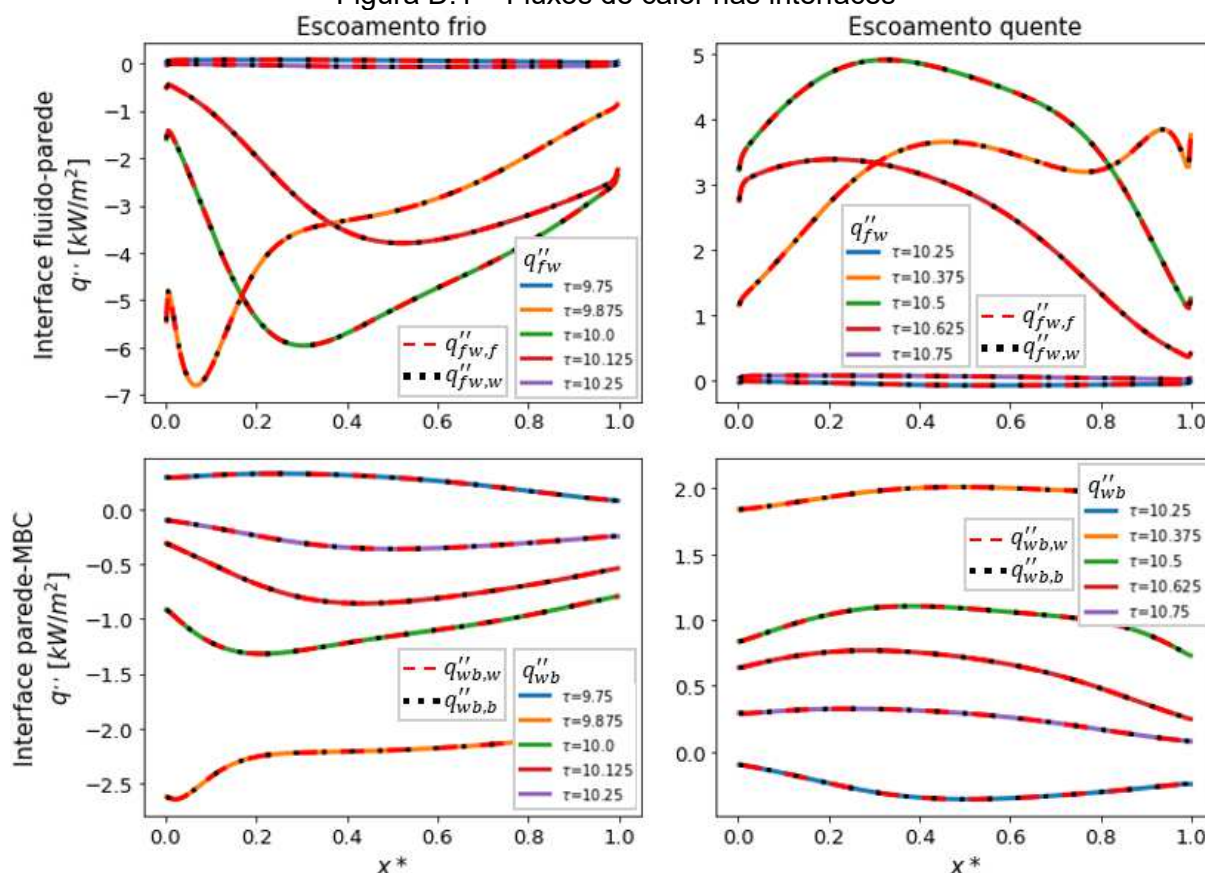 Figura D.1 – Fluxos de calor nas interfaces
Escoamento frio
Escoamento quente
Interface fluido-parede
q'' [kW/m²]
0
−1
−2
−3
−4
−5
−6
−7
0.0 0.2 0.4 0.6 0.8 1.0
q''fw,f
q''fw,w
q''fw
τ=9.75
τ=9.875
τ=10.0
τ=10.125
τ=10.25
5
4
3
2
1
0
0.0 0.2 0.4 0.6 0.8 1.0
q''fw
τ=10.25
τ=10.375
τ=10.5
τ=10.625
τ=10.75
q''fw,f
q''fw,w
Interface parede-MBC
q'' [kW/m²]
0.0
−0.5
−1.0
−1.5
−2.0
−2.5
0.0 0.2 0.4 0.6 0.8 1.0
x *
q''wb,w
q''wb,b
q''wb
τ=9.75
τ=9.875
τ=10.0
τ=10.125
τ=10.25
2.0
1.5
1.0
0.5
0.0
0.0 0.2 0.4 0.6 0.8 1.0
x *
q''wb,w
q''wb,b
q''wb
τ=10.25
τ=10.375
τ=10.5
τ=10.625
τ=10.75